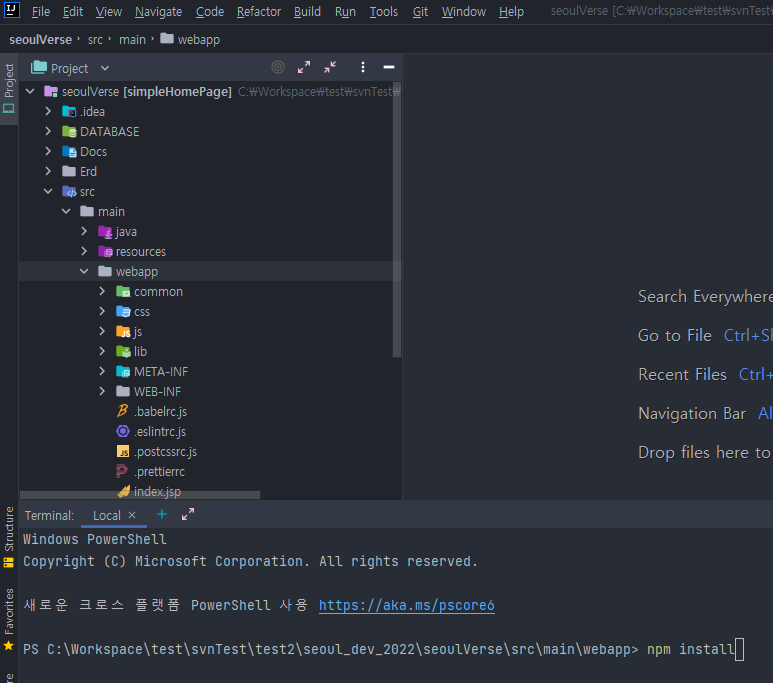 IJ File Edit View Navigate Code Refactor Build Run Tools Git Window Help seoulVerse [C:₩Workspace₩test₩svnTest₩
seoulVerse › src › main › webapp
Project
Project
seoulVerse [simpleHomePage] C:₩Workspace₩test₩svnTest₩
.idea
DATABASE
Docs
Erd
src
main
java
resources
webapp
common
css
js
lib
META-INF
WEB-INF
.babelrc.js
.eslintrc.js
.postcssrc.js
.prettierrc
index.jsp
Search Everywhere
Go to File Ctrl+Sh
Recent Files Ctrl+
Navigation Bar Al
Drop files here to
Structure
Favorites
Terminal: Local × +
Windows PowerShell
Copyright (C) Microsoft Corporation. All rights reserved.
새로운 크로스 플랫폼 PowerShell 사용 https://aka.ms/pscore6
PS C:\Workspace\test\svnTest\test2\seoul_dev_2022\seoulVerse\src\main\webapp> npm install